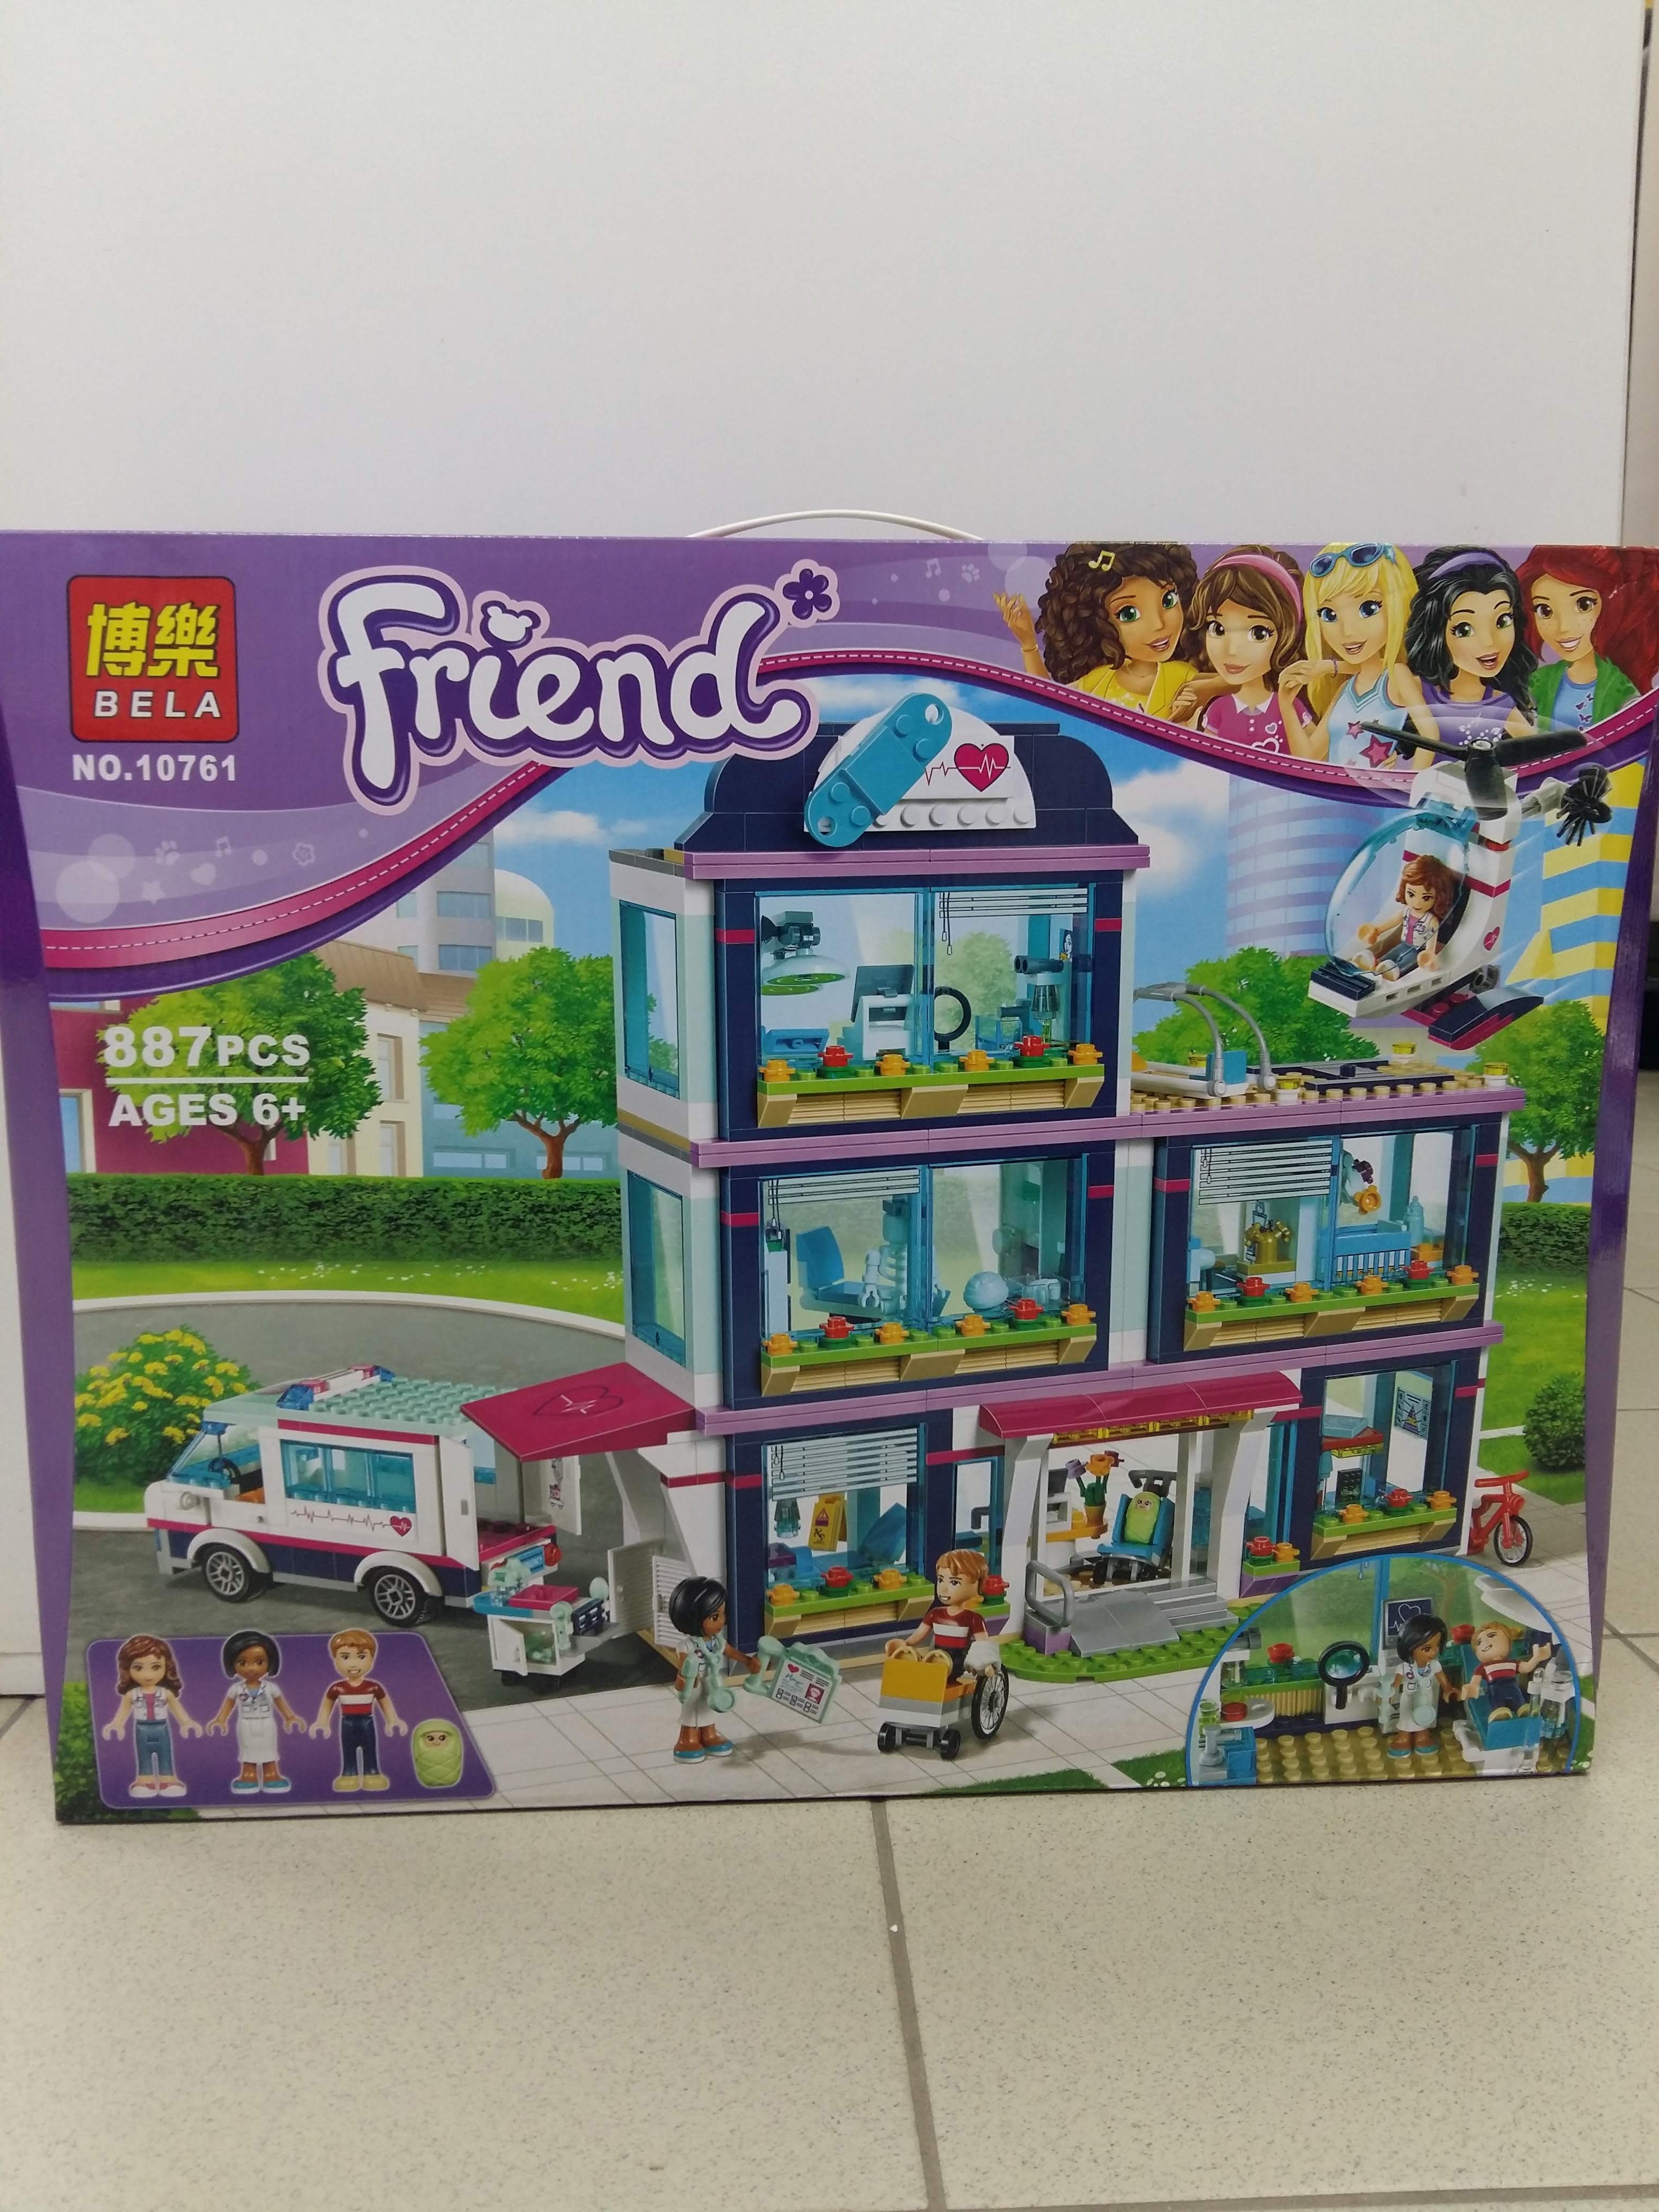 博樂
BELA
NO.10761
friend
887PCS
AGES 6+